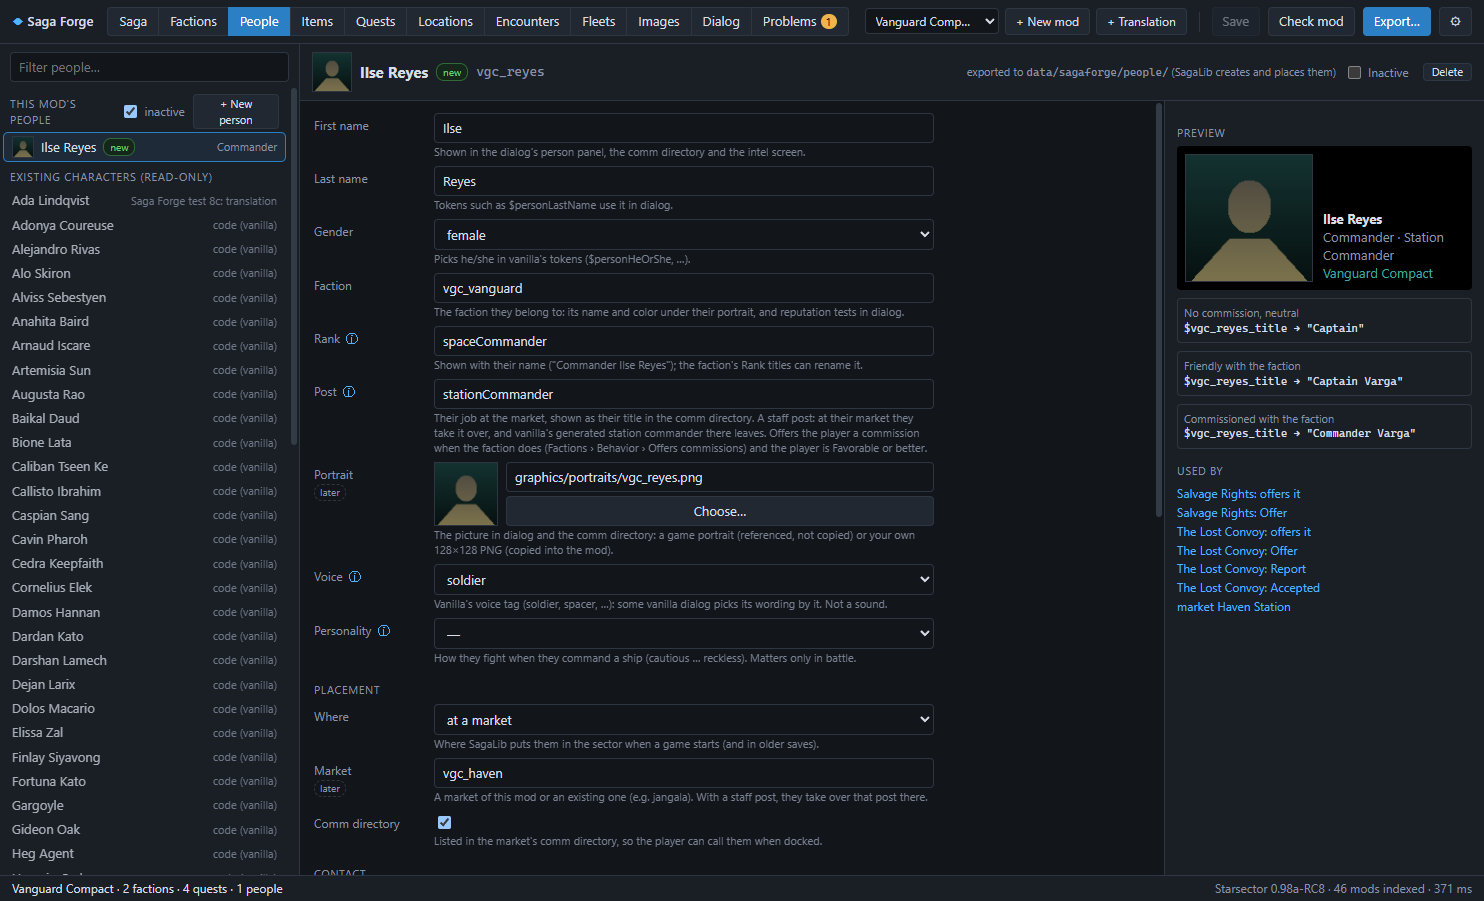 Saga Forge
Saga
Factions
People
Items
Quests
Locations
Encounters
Fleets
Images
Dialog
Problems 1
Vanguard Comp...
+ New mod
+ Translation
Save
Check mod
Export...
Filter people...
THIS MOD'S
PEOPLE
inactive
+ New
person
Ilse Reyes new Commander
EXISTING CHARACTERS (READ-ONLY)
Ada Lindqvist Saga Forge test 8c: translation
Adonya Coureuse code (vanilla)
Alejandro Rivas code (vanilla)
Alo Skiron code (vanilla)
Alviss Sebestyen code (vanilla)
Anahita Baird code (vanilla)
Arnaud Iscare code (vanilla)
Artemisia Sun code (vanilla)
Augusta Rao code (vanilla)
Baikal Daud code (vanilla)
Bione Lata code (vanilla)
Caliban Tseen Ke code (vanilla)
Callisto Ibrahim code (vanilla)
Caspian Sang code (vanilla)
Cavin Pharoh code (vanilla)
Cedra Keepfaith code (vanilla)
Cornelius Elek code (vanilla)
Damos Hannan code (vanilla)
Dardan Kato code (vanilla)
Darshan Lamech code (vanilla)
Dejan Larix code (vanilla)
Dolos Macario code (vanilla)
Elissa Zal code (vanilla)
Finlay Siyavong code (vanilla)
Fortuna Kato code (vanilla)
Gargoyle code (vanilla)
Gideon Oak code (vanilla)
Heg Agent code (vanilla)
Ilse Reyes new vgc_reyes
exported to data/sagaforge/people/ (SagaLib creates and places them)
Inactive
Delete
First name
Ilse
Shown in the dialog's person panel, the comm directory and the intel screen.
Last name
Reyes
Tokens such as $personLastName use it in dialog.
Gender
female
Picks he/she in vanilla's tokens ($personHeOrShe, ...).
Faction
vgc_vanguard
The faction they belong to: its name and color under their portrait, and reputation tests in dialog.
Rank
spaceCommander
Shown with their name ("Commander Ilse Reyes"); the faction's Rank titles can rename it.
Post
stationCommander
Their job at the market, shown as their title in the comm directory. A staff post: at their market they
take it over, and vanilla's generated station commander there leaves. Offers the player a commission
when the faction does (Factions › Behavior › Offers commissions) and the player is Favorable or better.
Portrait
later
graphics/portraits/vgc_reyes.png
Choose...
The picture in dialog and the comm directory: a game portrait (referenced, not copied) or your own
128×128 PNG (copied into the mod).
Voice
soldier
Vanilla's voice tag (soldier, spacer, ...): some vanilla dialog picks its wording by it. Not a sound.
Personality
—
How they fight when they command a ship (cautious ... reckless). Matters only in battle.
PLACEMENT
Where
at a market
Where SagaLib puts them in the sector when a game starts (and in older saves).
Market
later
vgc_haven
A market of this mod or an existing one (e.g. jangala). With a staff post, they take over that post there.
Comm directory
Listed in the market's comm directory, so the player can call them when docked.
CONTACT
PREVIEW
Ilse Reyes
Commander · Station
Commander
Vanguard Compact
No commission, neutral
$vgc_reyes_title → "Captain"
Friendly with the faction
$vgc_reyes_title → "Captain Varga"
Commissioned with the faction
$vgc_reyes_title → "Commander Varga"
USED BY
Salvage Rights: offers it
Salvage Rights: Offer
The Lost Convoy: offers it
The Lost Convoy: Offer
The Lost Convoy: Report
The Lost Convoy: Accepted
market Haven Station
Vanguard Compact · 2 factions · 4 quests · 1 people
Starsector 0.98a-RC8 · 46 mods indexed · 371 ms